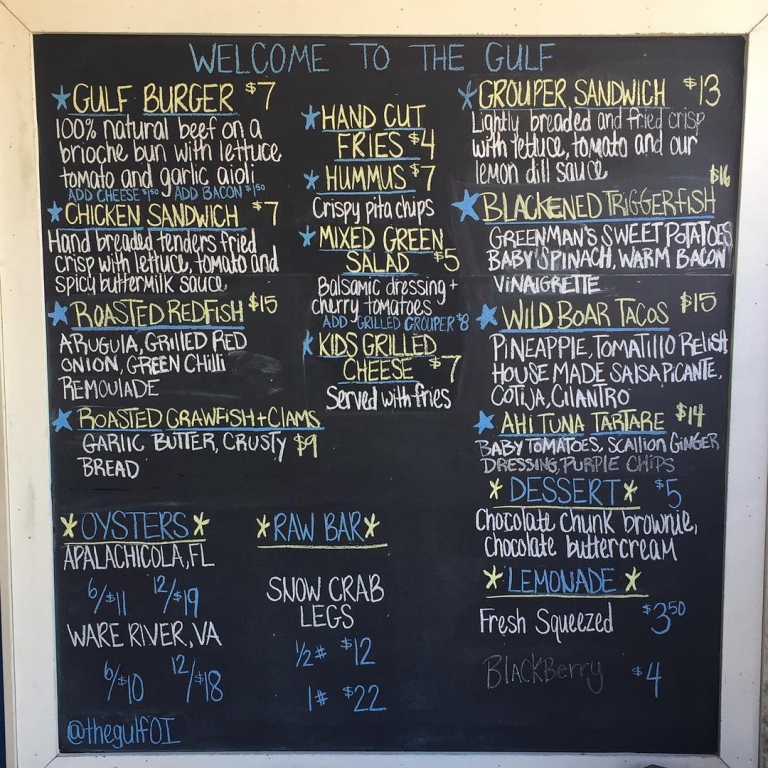 WELCOME TO THE GULF
GULF BURGER $7
100% natural beef on a
brioche bun with lettuce
tomato and garlic aioli
ADD CHEESE $1.50 ADD BACON $1.50
CHICKEN SANDWICH $7
Hand breaded tenders fried
crisp with lettuce, tomato and
spicy buttermilk sauce
ROASTED REDFISH $15
ARUGULA, GRILLED RED
ONION, GREEN CHILLI
REMOULADE
ROASTED CRAWFISH + CLAMS
GARLIC BUTTER, CRUSTY $9
BREAD
HAND CUT
FRIES $4
HUMMUS $7
Crispy pita chips
MIXED GREEN
SALAD $5
Balsamic dressing +
cherry tomatoes
ADD - GRILLED GROUPER $8
KIDS GRILLED
CHEESE $7
Served with fries
GROUPER SANDWICH $13
Lightly breaded and fried crisp
with lettuce, tomato and our
lemon dill sauce
$16
BLACKENED TRIGGERFISH
GREENMAN'S SWEET POTATOES
BABY SPINACH, WARM BACON
VINAIGRETTE
WILD BOAR TACOS $15
PINEAPPLE, TOMATILLO RELISH
HOUSE MADE SALSA PICANTE,
COTIJA, CILANTRO
AHI TUNA TARTARE $14
BABY TOMATOES, SCALLION GINGER
DRESSING, PURPLE CHIPS
DESSERT $5
Chocolate chunk brownie,
chocolate buttercream
LEMONADE
Fresh Squeezed $3.50
BLACKBERRY $4
OYSTERS
APALACHICOLA, FL
6/$11 12/$19
WARE RIVER, VA
6/$10 12/$18
RAW BAR
SNOW CRAB
LEGS
1/2# $12
1# $22
@thegulfOI